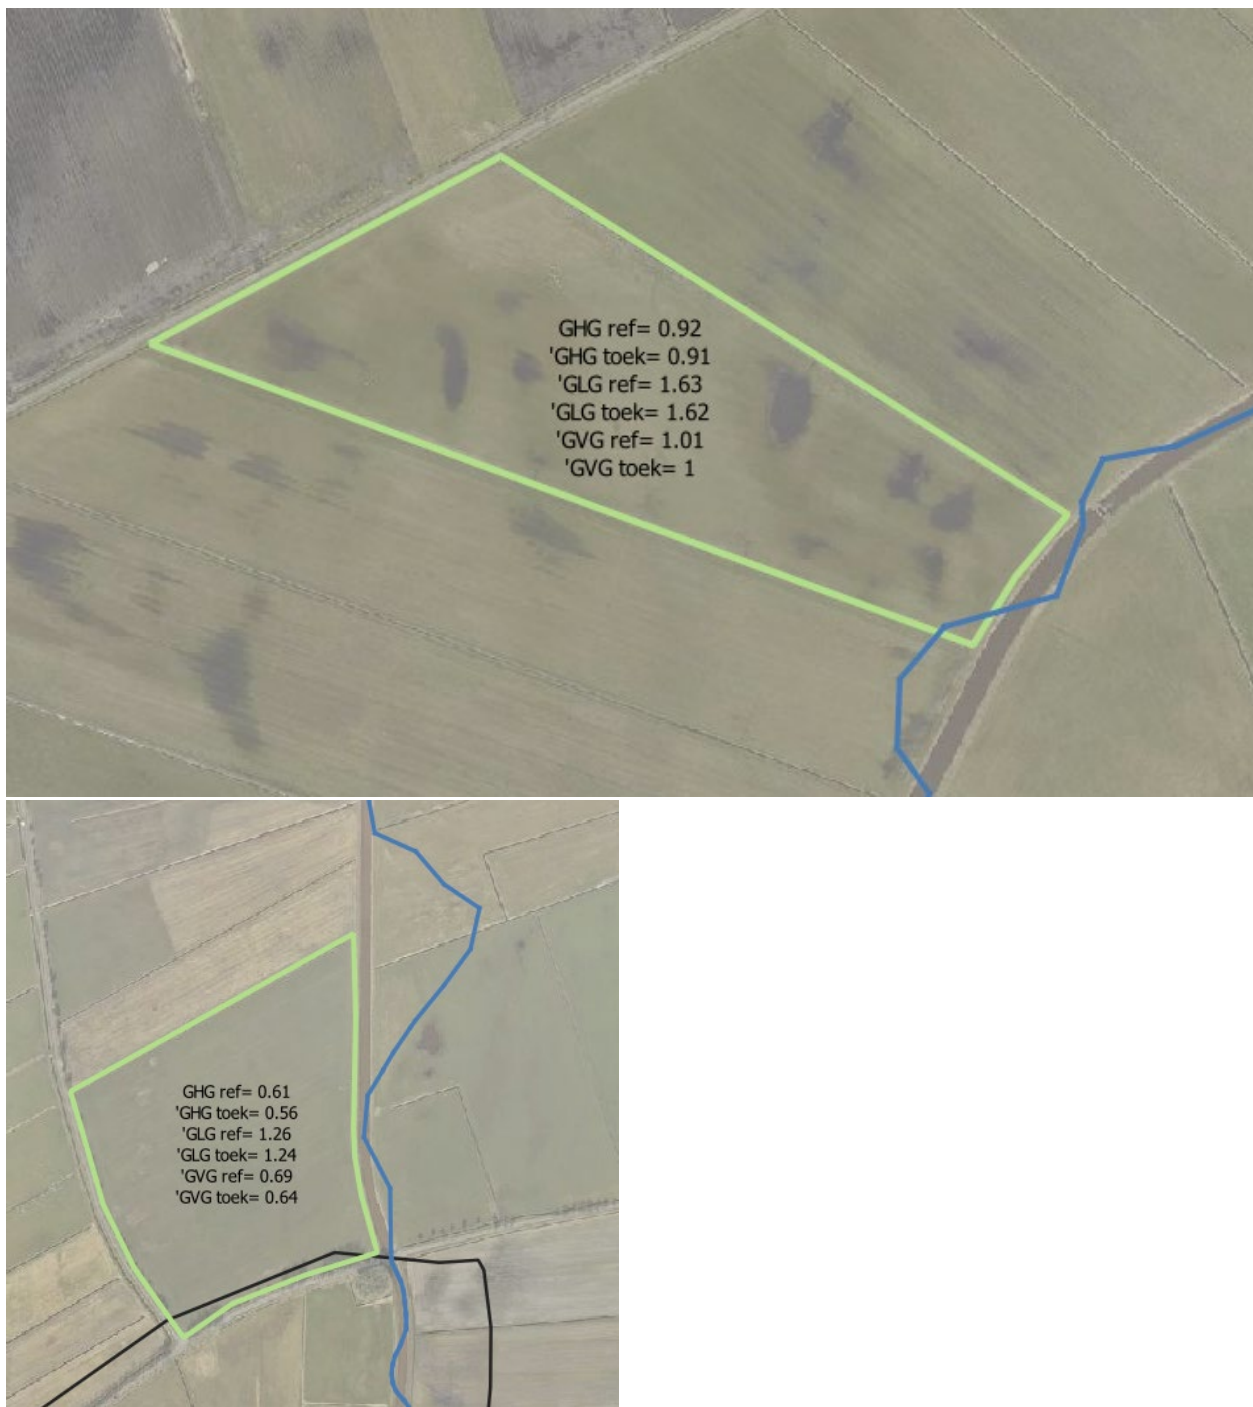 GHG ref= 0.92
'GHG toek= 0.91
'GLG ref= 1.63
'GLG toek= 1.62
'GVG ref= 1.01
'GVG toek= 1
GHG ref= 0.61
'GHG toek= 0.56
'GLG ref= 1.26
'GLG toek= 1.24
'GVG ref= 0.69
'GVG toek= 0.64